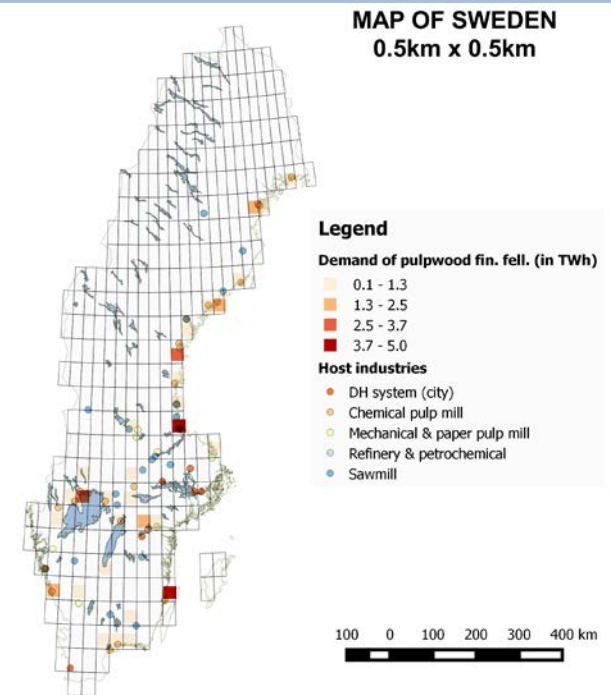 MAP OF SWEDEN
0.5km x 0.5km
Legend
Demand of pulpwood fin. fell. (in TWh)
0.1 - 1.3
1.3 - 2.5
2.5 - 3.7
3.7 - 5.0
Host industries
DH system (city)
Chemical pulp mill
Mechanical & paper pulp mill
Refinery & petrochemical
Sawmill
100 0 100 200 300 400 km